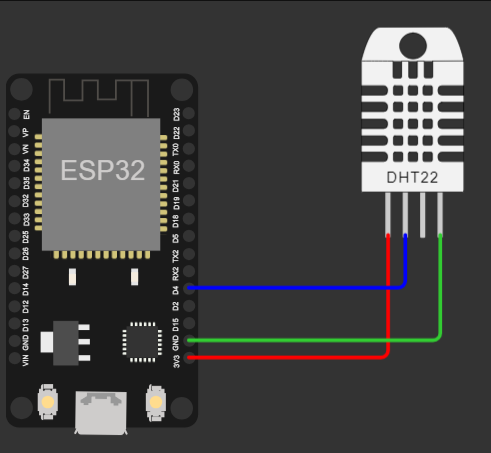 ESP32
DHT22
EN
VP
VN
D34
D35
D32
D33
D25
D26
D27
D14
D12
D13
GND
VIN
D23
D22
TX0
RX0
D21
D19
D18
D5
TX2
RX2
D4
D2
D15
GND
3V3